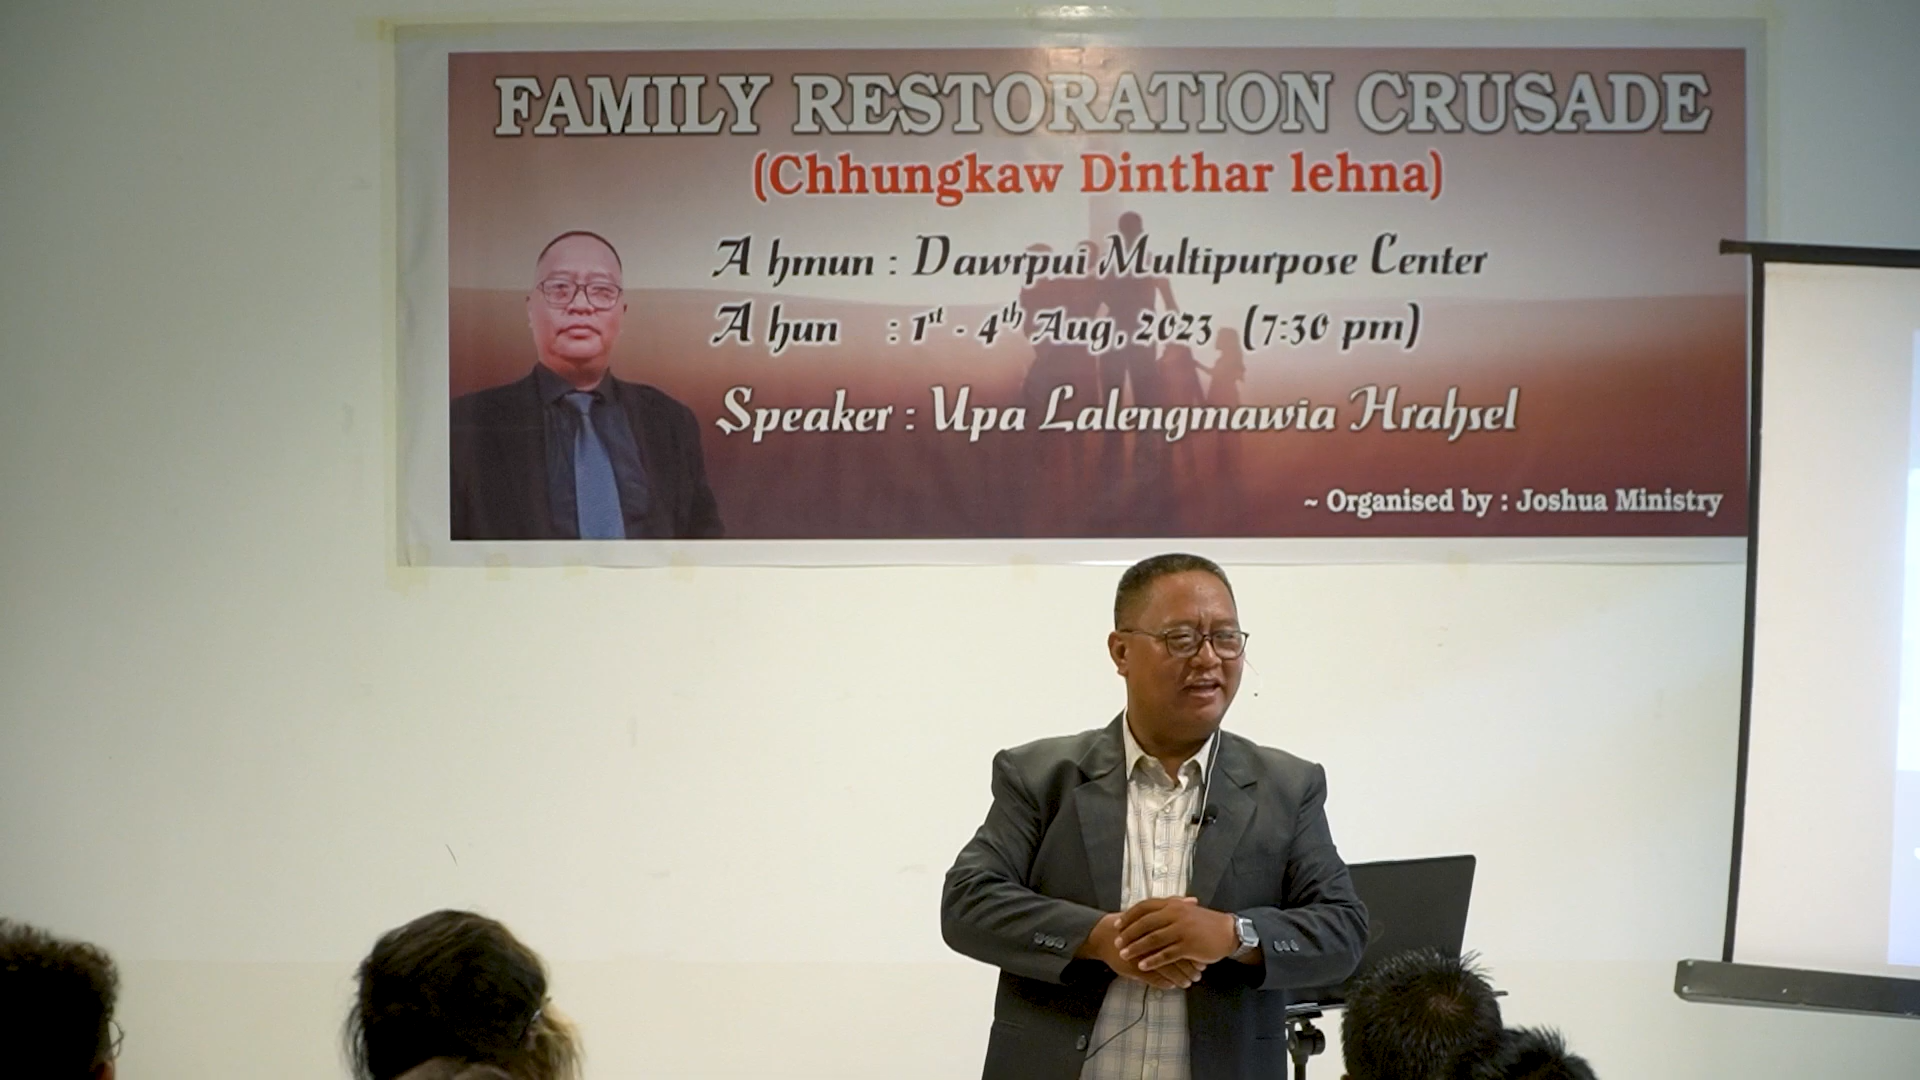 FAMILY RESTORATION CRUSADE
(Chhungkaw Dinthar lehna)
A hmun : Dawrpui Multipurpose Center
A hun : 1st - 4th Aug, 2023 (7:30 pm)
Speaker : Upa Lalengmawia Hrahsel
~ Organised by : Joshua Ministry